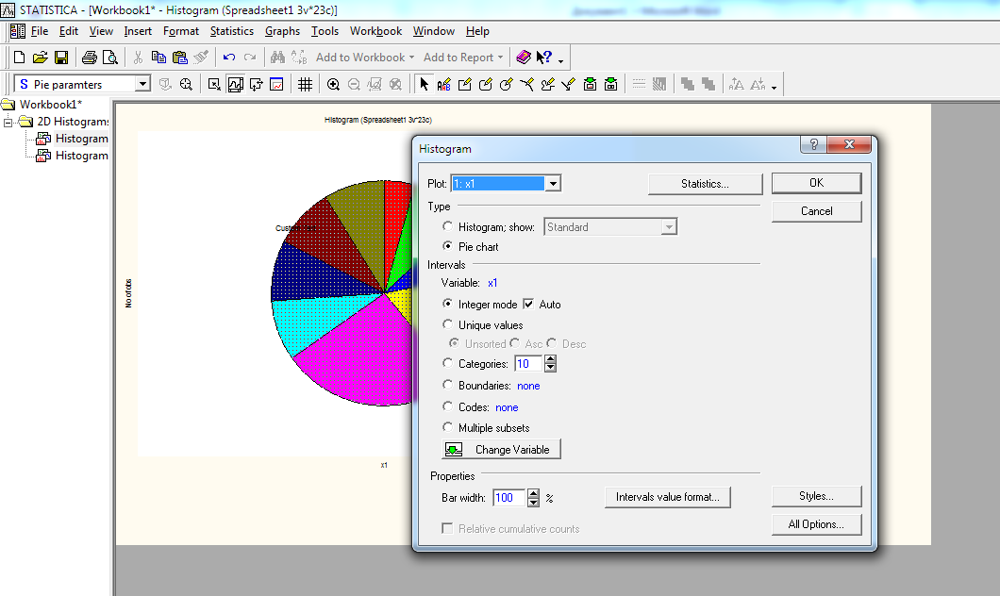 STATISTICA - [Workbook1* - Histogram (Spreadsheet1 3v*23c)]
File Edit View Insert Format Statistics Graphs Tools Workbook Window Help
Add to Workbook Add to Report
S Pie paramters
Workbook1*
2D Histograms
Histogram
Histogram
Histogram (Spreadsheet1 3v*23c)
No of obs
x1
Histogram
Plot: 1: x1 Statistics... OK
Type Cancel
Histogram; show: Standard
Pie chart
Intervals
Variable: x1
Integer mode Auto
Unique values
Unsorted Asc Desc
Categories: 10
Boundaries: none
Codes: none
Multiple subsets
Change Variable
Properties
Bar width: 100 % Intervals value format... Styles...
Relative cumulative counts All Options...